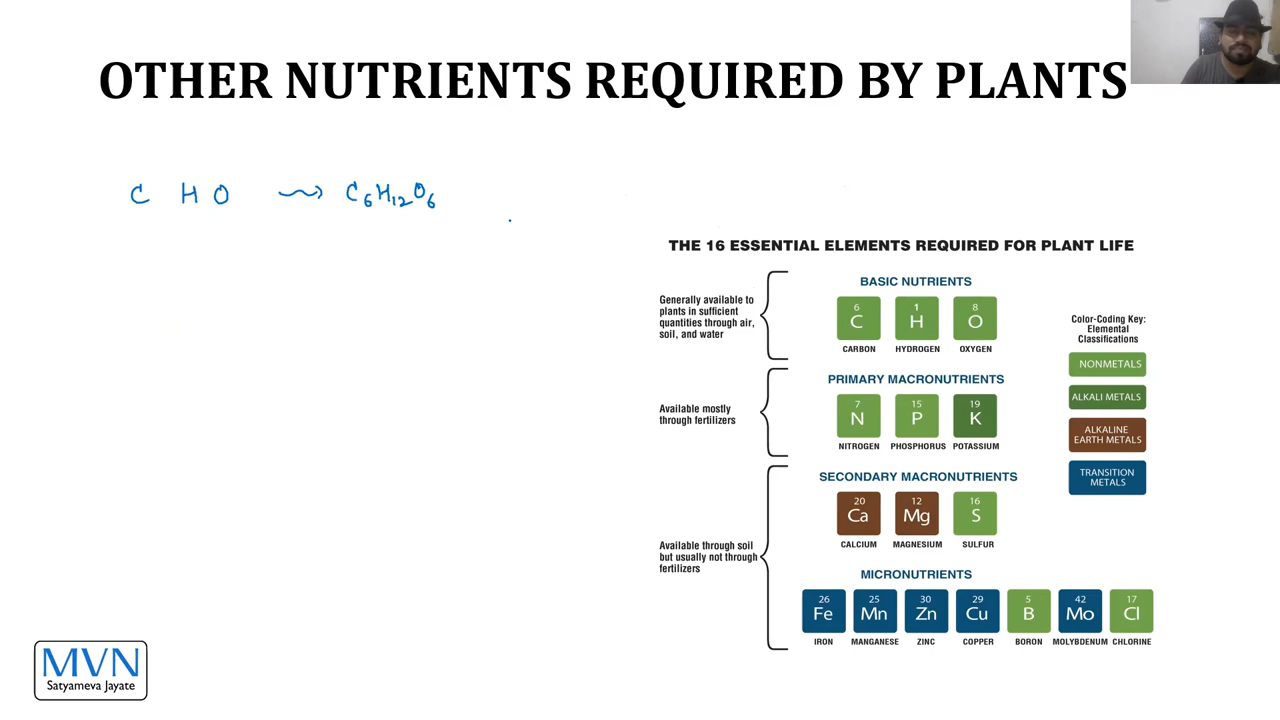 OTHER NUTRIENTS REQUIRED BY PLANTS
C H O ⇝ C₆H₁₂O₆
THE 16 ESSENTIAL ELEMENTS REQUIRED FOR PLANT LIFE
BASIC NUTRIENTS
Generally available to
plants in sufficient
quantities through air,
soil, and water
6 1 8
C H O
CARBON HYDROGEN OXYGEN
PRIMARY MACRONUTRIENTS
Available mostly
through fertilizers
7 15 19
N P K
NITROGEN PHOSPHORUS POTASSIUM
SECONDARY MACRONUTRIENTS
20 12 16
Ca Mg S
CALCIUM MAGNESIUM SULFUR
Available through soil
but usually not through
fertilizers
MICRONUTRIENTS
26 25 30 29 5 42 17
Fe Mn Zn Cu B Mo Cl
IRON MANGANESE ZINC COPPER BORON MOLYBDENUM CHLORINE
Color-Coding Key:
Elemental
Classifications
NONMETALS
ALKALI METALS
ALKALINE
EARTH METALS
TRANSITION
METALS
MVN
Satyameva Jayate